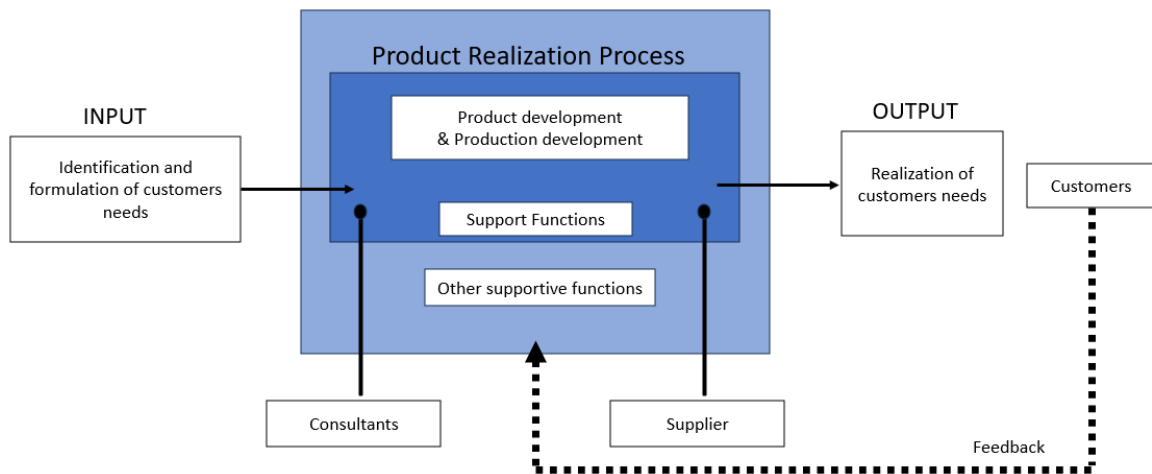 Product Realization Process
INPUT
Identification and
formulation of customers
needs
Product development
& Production development
Support Functions
Other supportive functions
OUTPUT
Realization of
customers needs
Customers
Consultants
Supplier
Feedback